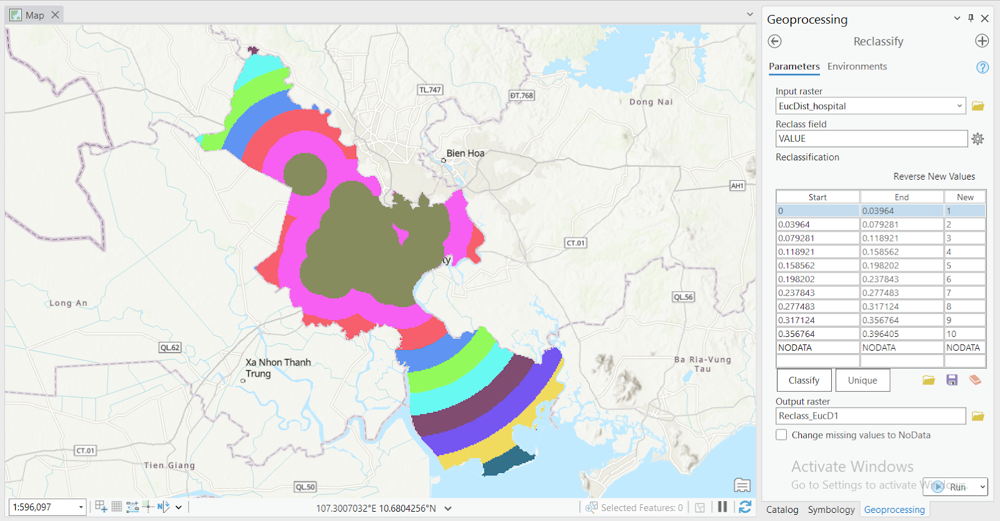 Map
TL.747
ĐT.768
Dong Nai
Bien Hoa
AH1
CT.01
ty
Long An
QL.56
QL.62
Xa Nhon Thanh
Trung
Ba Ria-Vung
Tau
CT.01
Tien Giang
QL.50
1:596,097
107.3007032°E 10.6804256°N
Selected Features: 0
Geoprocessing
Reclassify
Parameters Environments
Input raster
EucDist_hospital
Reclass field
VALUE
Reclassification
Reverse New Values
Start End New
0 0.03964 1
0.03964 0.079281 2
0.079281 0.118921 3
0.118921 0.158562 4
0.158562 0.198202 5
0.198202 0.237843 6
0.237843 0.277483 7
0.277483 0.317124 8
0.317124 0.356764 9
0.356764 0.396405 10
NODATA NODATA NODATA
Classify Unique
Output raster
Reclass_EucD1
Change missing values to NoData
Activate Windows
Go to Settings to activate Windows.
Run
Catalog Symbology Geoprocessing